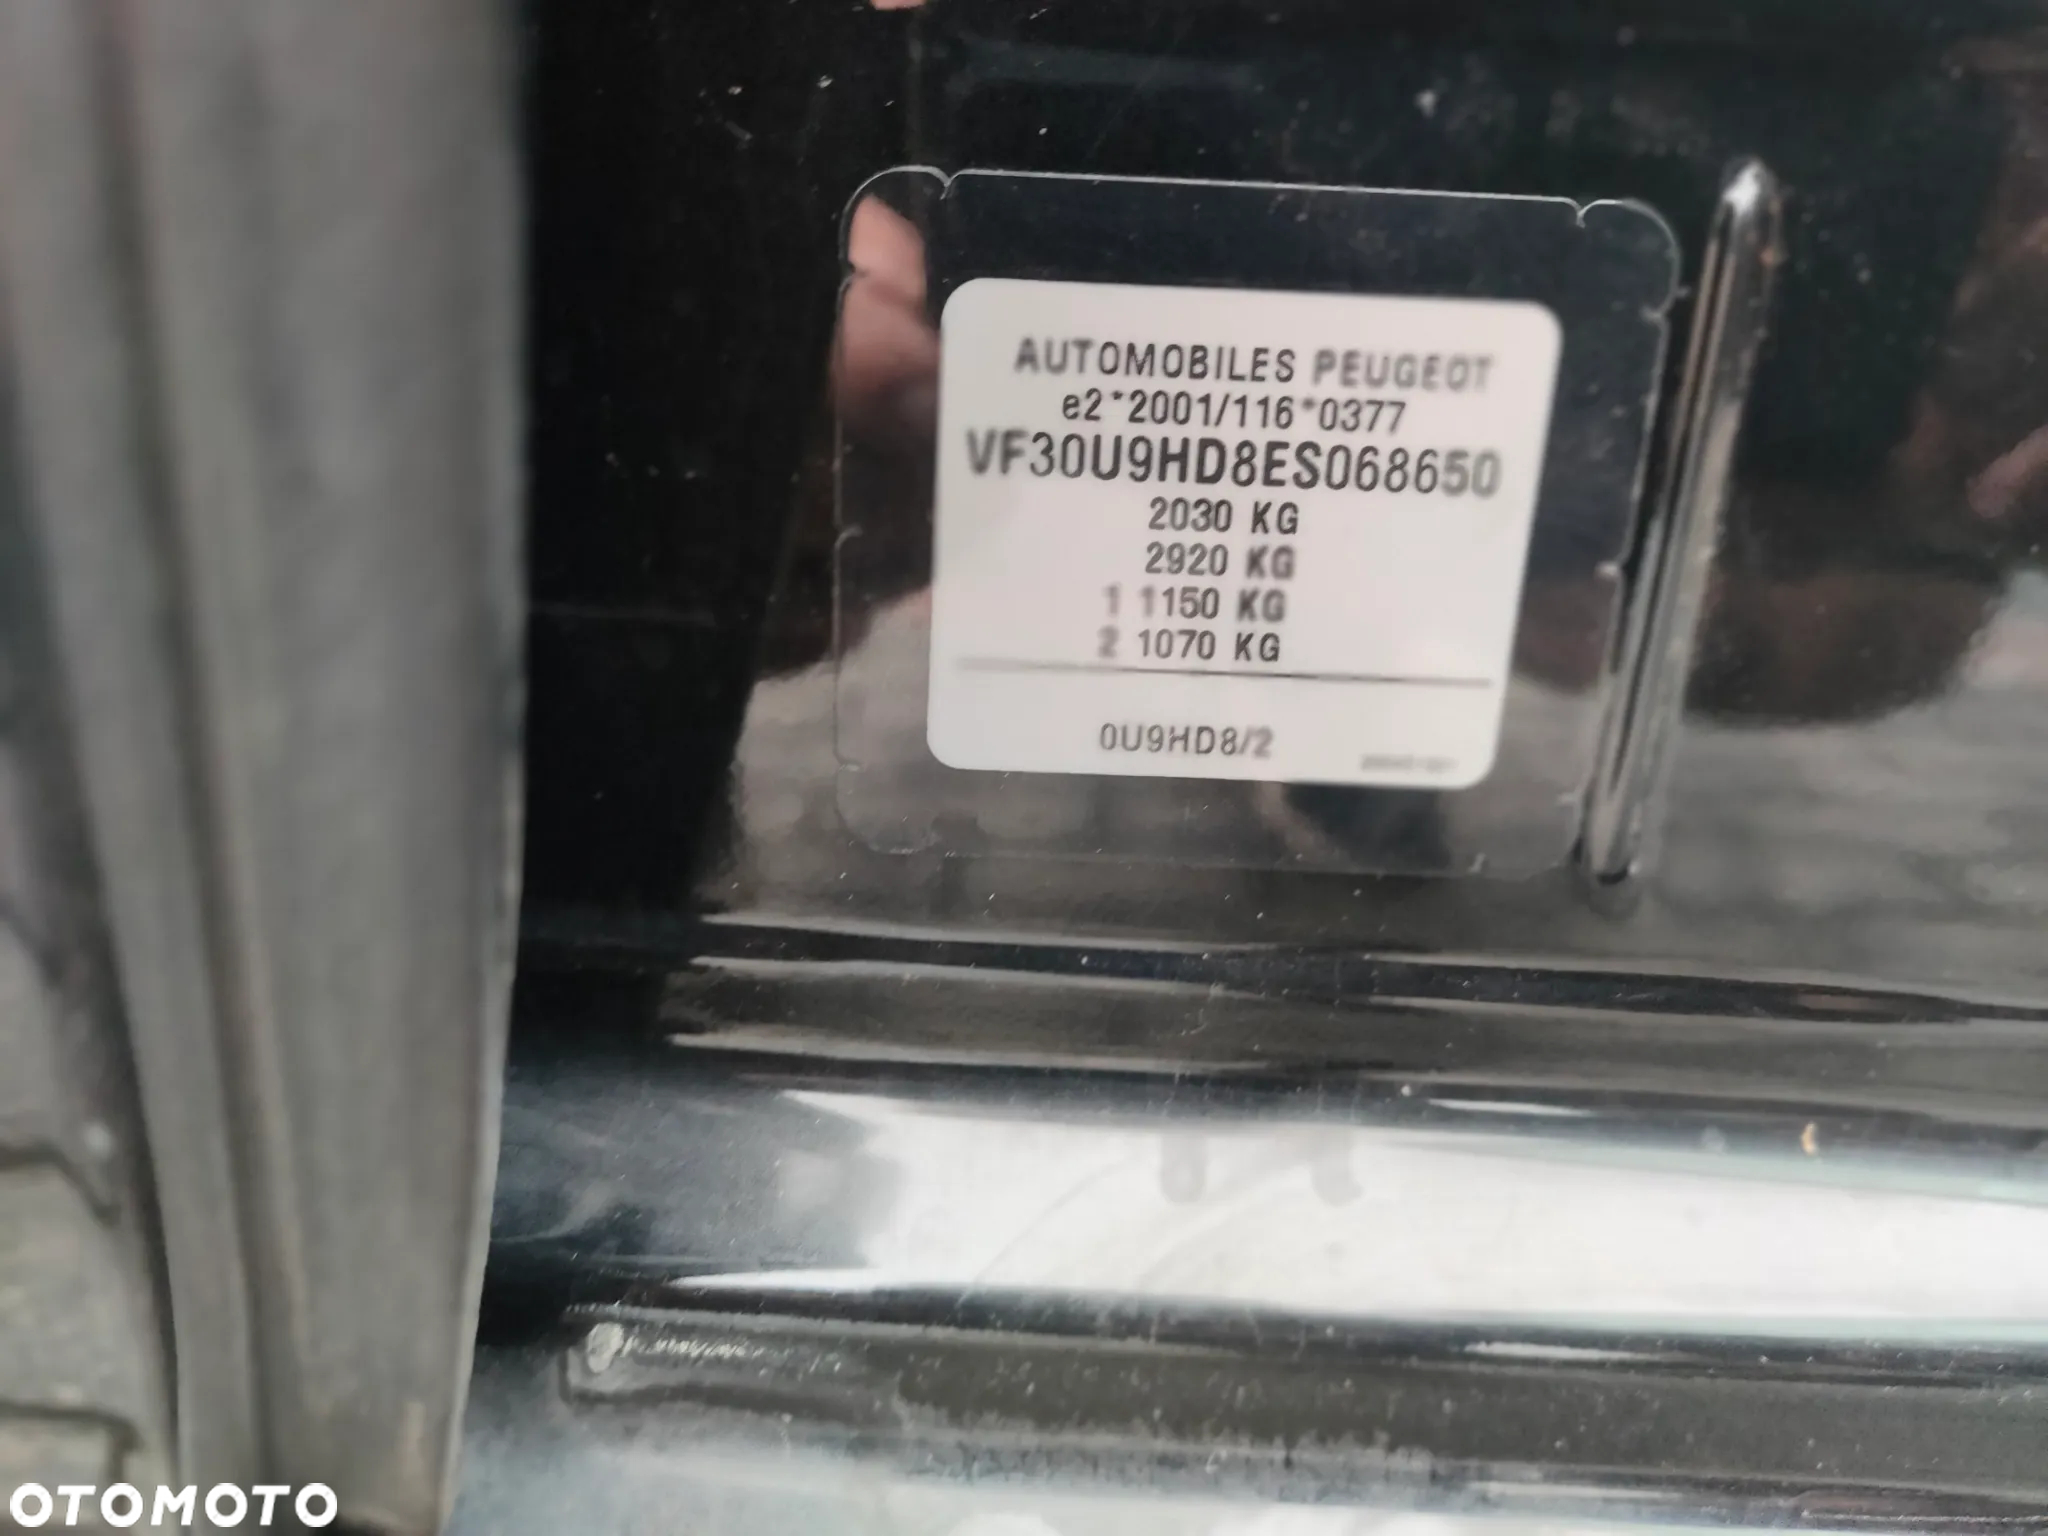 AUTOMOBILES PEUGEOT
e2*2001/116*0377
VF30U9HD8ES068650
2030 KG
2920 KG
1 1150 KG
2 1070 KG
0U9HD8/2
OTOMOTO